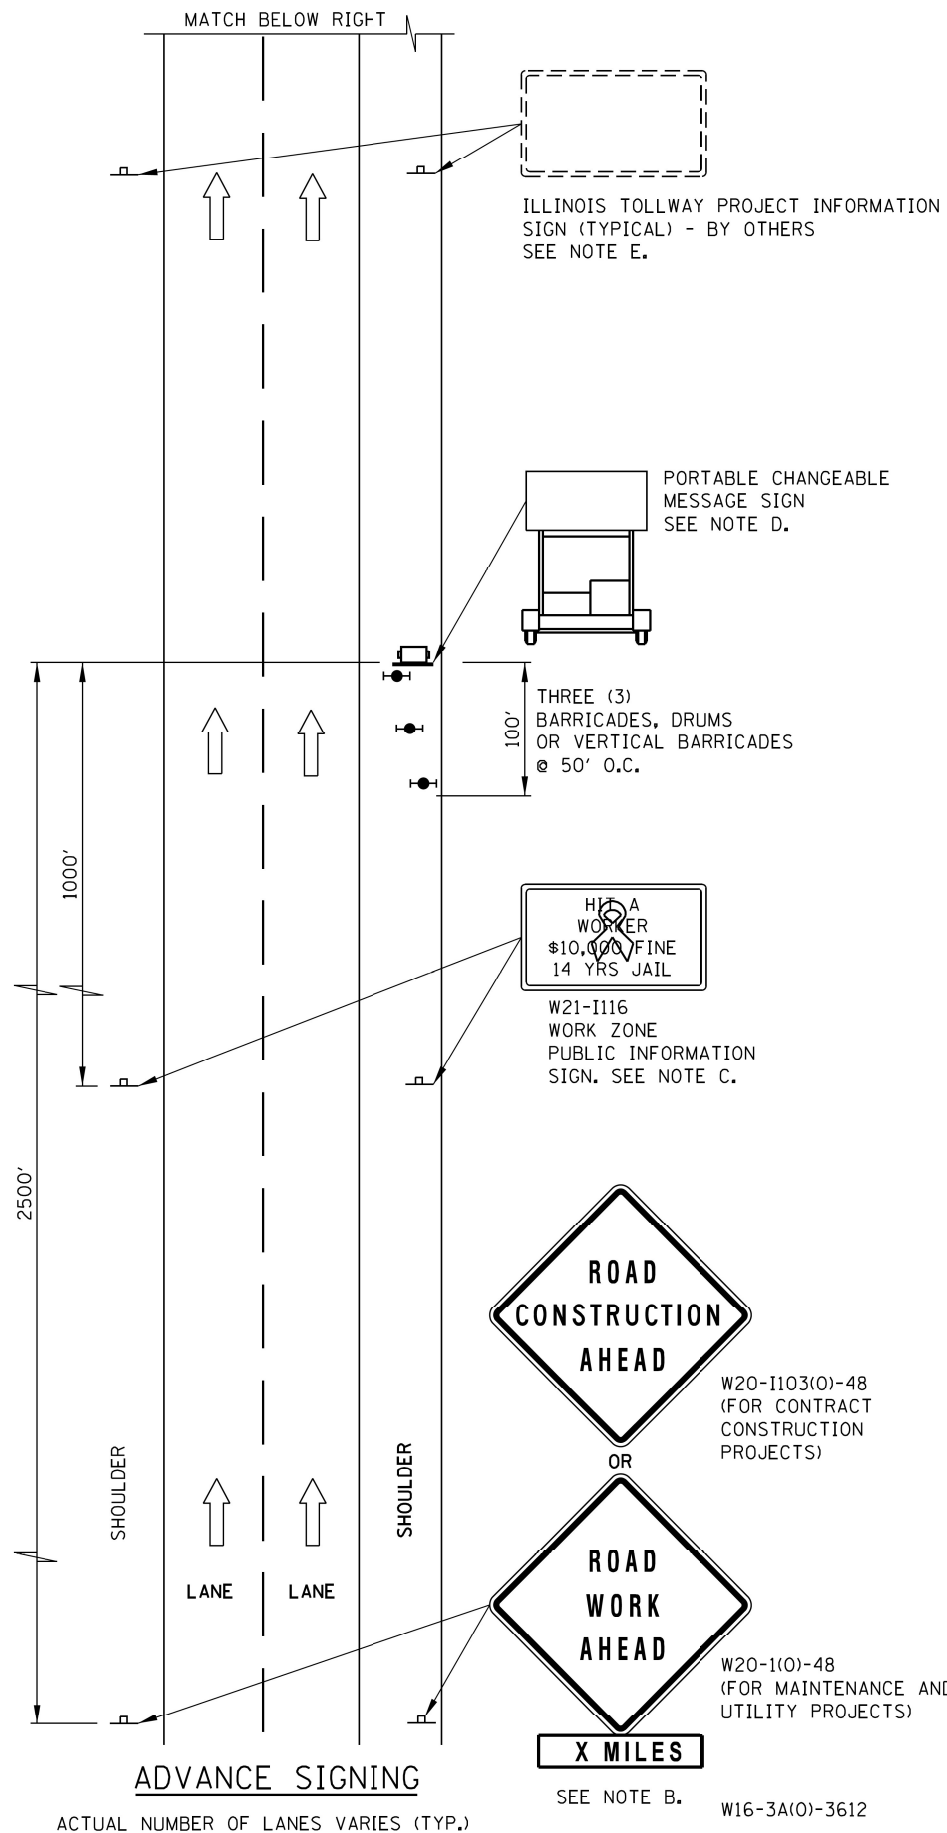 MATCH BELOW RIGHT
ILLINOIS TOLLWAY PROJECT INFORMATION
SIGN (TYPICAL) - BY OTHERS
SEE NOTE E.
PORTABLE CHANGEABLE
MESSAGE SIGN
SEE NOTE D.
100'
THREE (3)
BARRICADES, DRUMS
OR VERTICAL BARRICADES
@ 50' O.C.
1000'
HIT A
WORKER
$10,000 FINE
14 YRS JAIL
W21-I116
WORK ZONE
PUBLIC INFORMATION
SIGN. SEE NOTE C.
2500'
ROAD
CONSTRUCTION
AHEAD
W20-I103(O)-48
(FOR CONTRACT
CONSTRUCTION
PROJECTS)
OR
SHOULDER
SHOULDER
LANE
LANE
ROAD
WORK
AHEAD
W20-1(O)-48
(FOR MAINTENANCE AND
UTILITY PROJECTS)
X MILES
SEE NOTE B.
W16-3A(O)-3612
ADVANCE SIGNING
ACTUAL NUMBER OF LANES VARIES (TYP.)